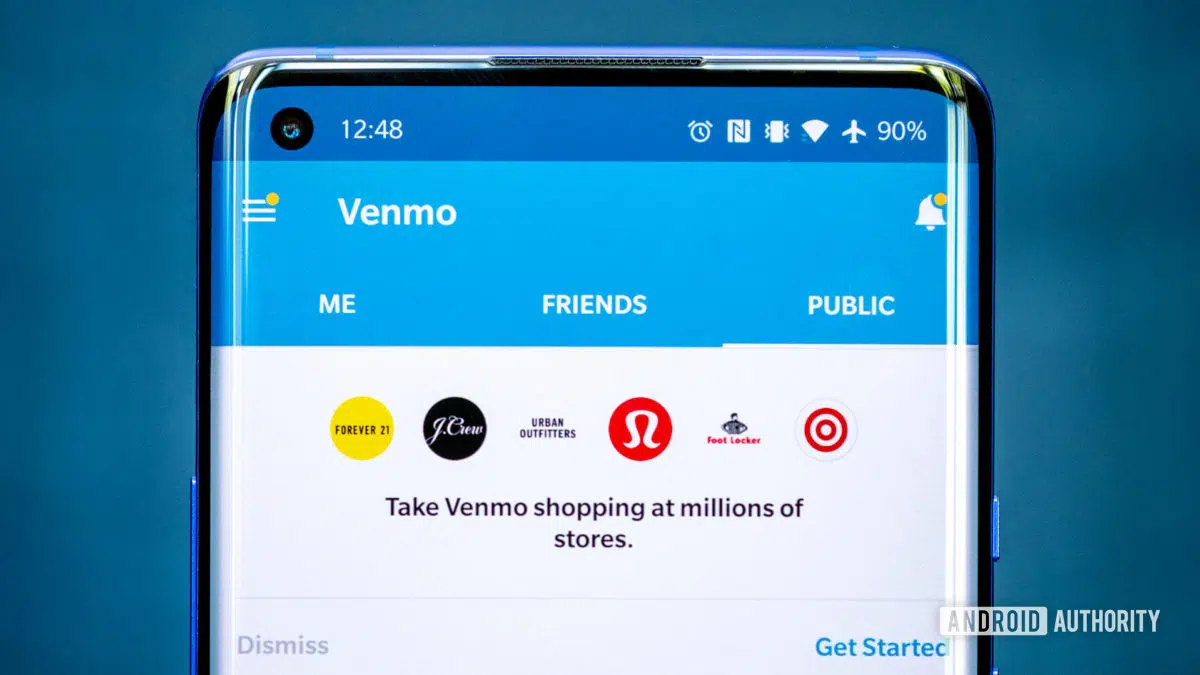 12:48
90%
Venmo
ME
FRIENDS
PUBLIC
FOREVER 21
J.Crew
URBAN
OUTFITTERS
Foot Locker
Take Venmo shopping at millions of
stores.
Dismiss
Get Started
ANDROID AUTHORITY